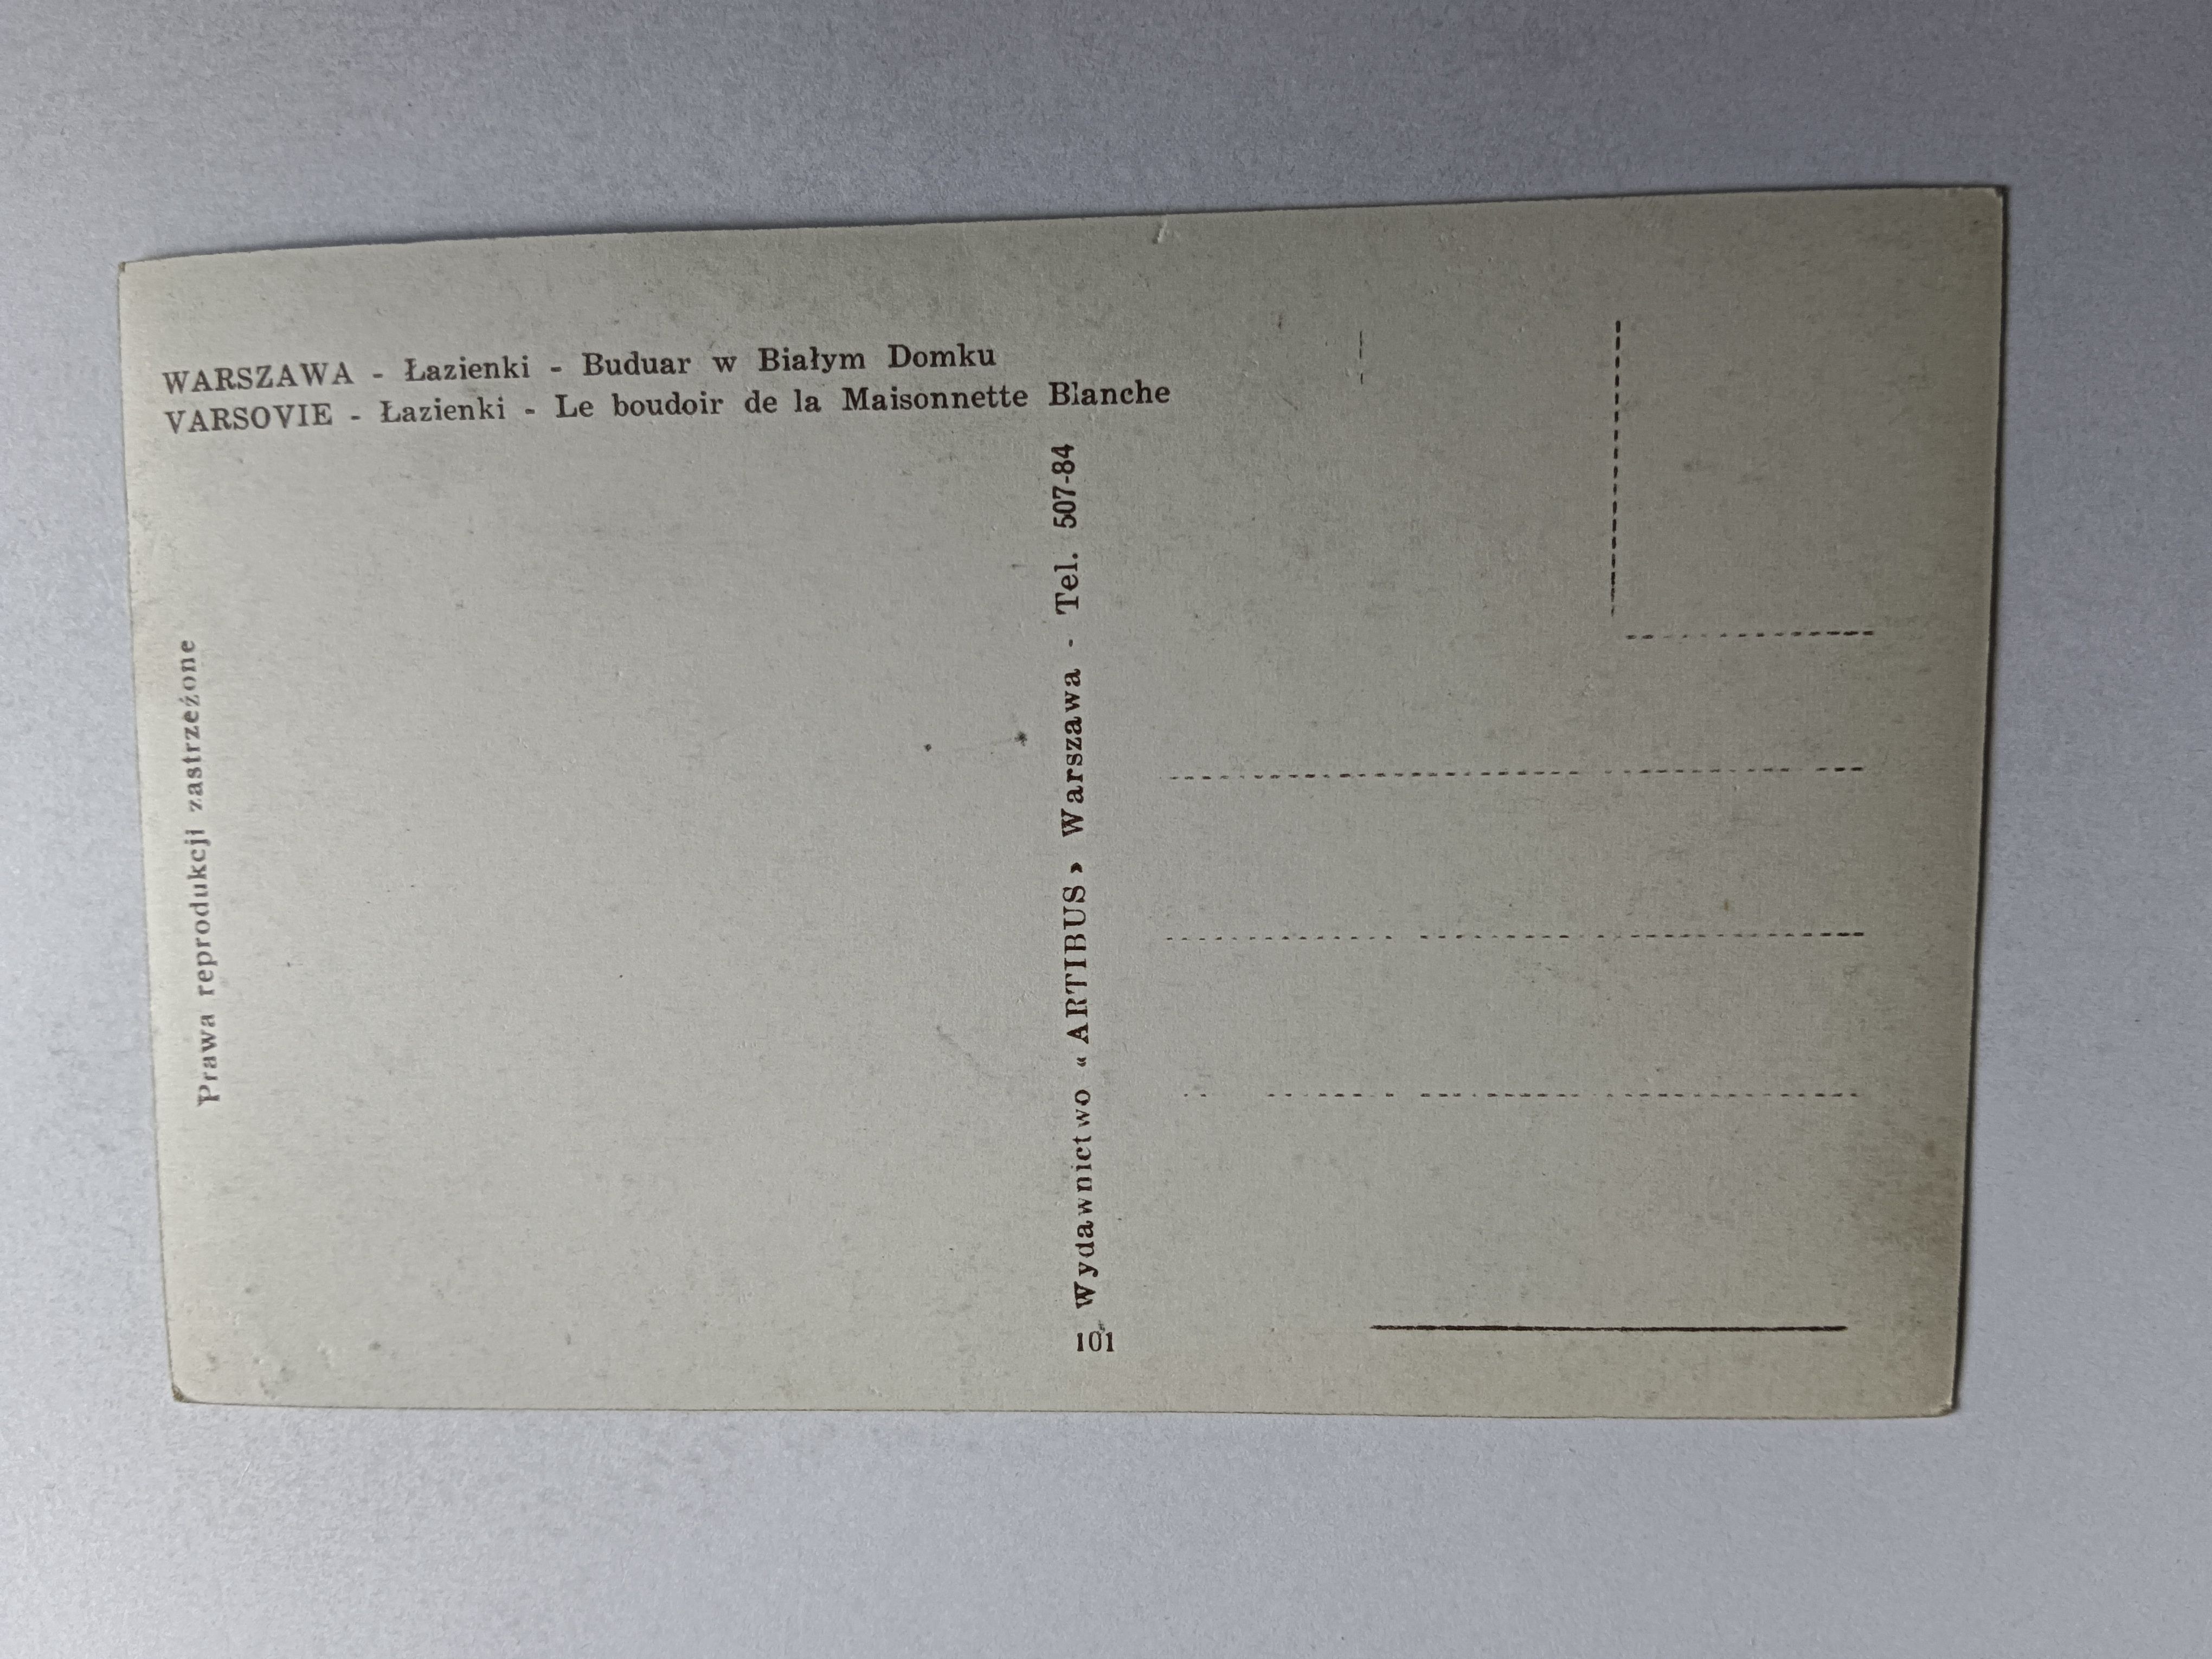 WARSZAWA - Łazienki - Buduar w Białym Domku
VARSOVIE - Łazienki - Le boudoir de la Maisonnette Blanche
Prawa reprodukcji zastrzeżone
Wydawnictwo « ARTIBUS » Warszawa - Tel. 507-84
101